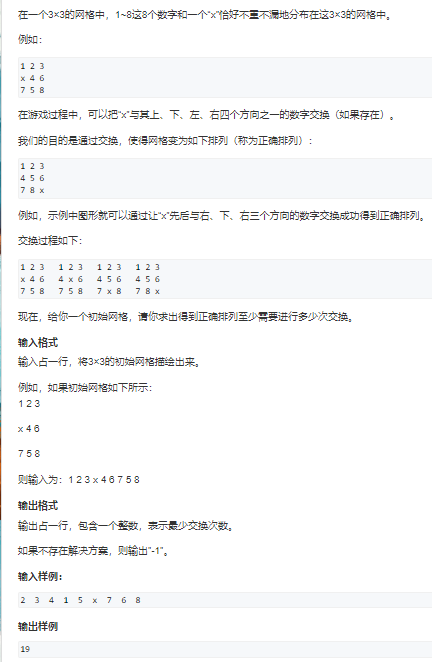 在一个3×3的网格中，1~8这8个数字和一个“x”恰好不重不漏地分布在这3×3的网格中。
例如：
1 2 3
x 4 6
7 5 8
在游戏过程中，可以把“x”与其上、下、左、右四个方向之一的数字交换（如果存在）。
我们的目的是通过交换，使得网格变为如下排列（称为正确排列）：
1 2 3
4 5 6
7 8 x
例如，示例中图形就可以通过让“x”先后与右、下、右三个方向的数字交换成功得到正确排列。
交换过程如下：
1 2 3   1 2 3   1 2 3   1 2 3
x 4 6   4 x 6   4 5 6   4 5 6
7 5 8   7 5 8   7 x 8   7 8 x
现在，给你一个初始网格，请你求出得到正确排列至少需要进行多少次交换。
输入格式
输入占一行，将3×3的初始网格描绘出来。
例如，如果初始网格如下所示：
1 2 3
x 4 6
7 5 8
则输入为：1 2 3 x 4 6 7 5 8
输出格式
输出占一行，包含一个整数，表示最少交换次数。
如果不存在解决方案，则输出”-1”。
输入样例：
2 3 4 1 5 x 7 6 8
输出样例
19